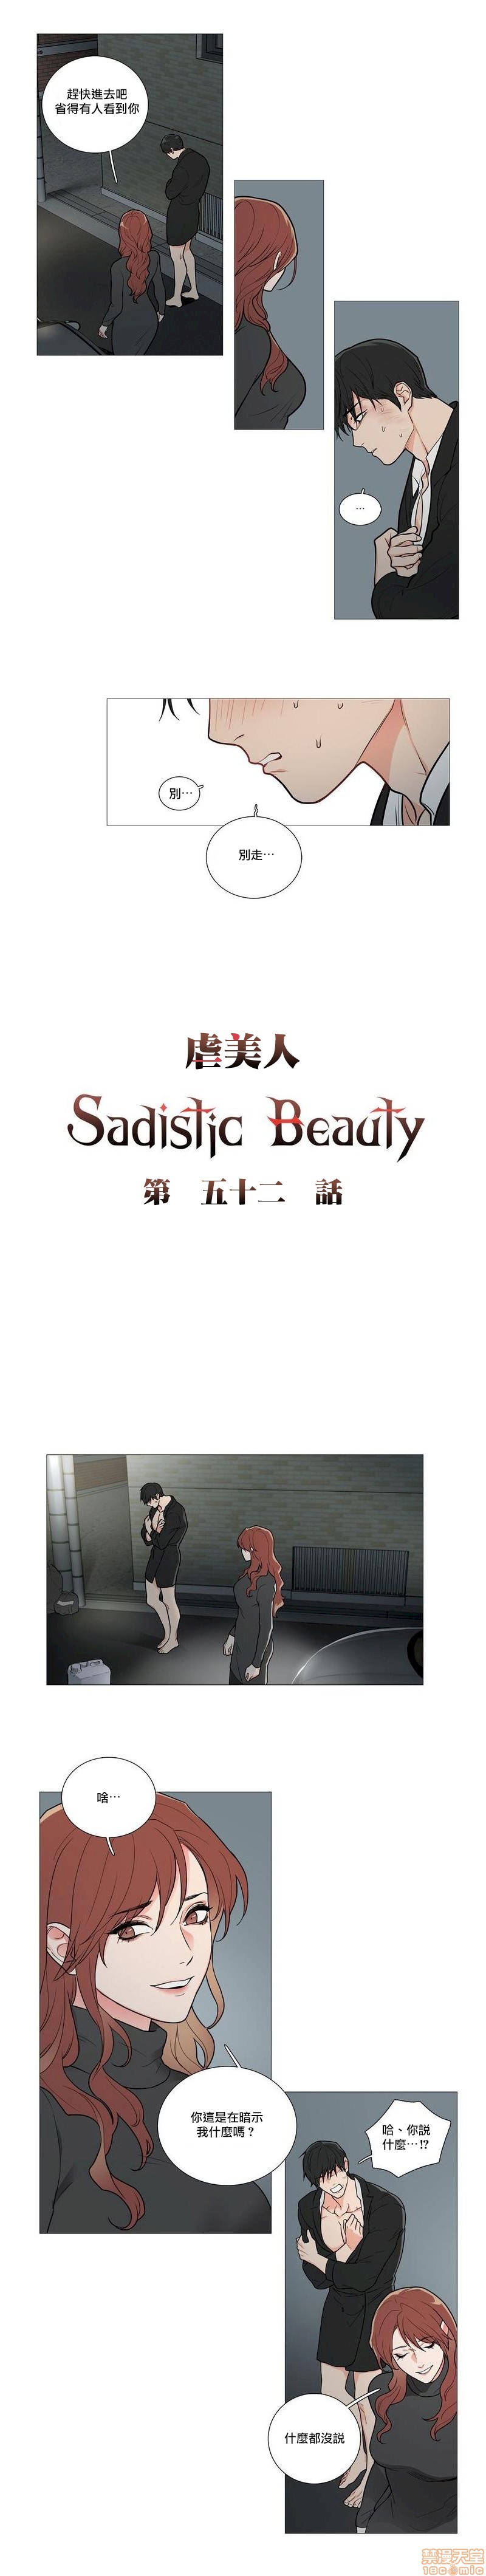 趕快進去吧
省得有人看到你
…
別…
別走…
虐美人
Sadistic Beauty
第 五十二 話
啥…
你這是在暗示
我什麼嗎？
哈、你説
什麼…!?
什麼都沒説
禁漫天堂
18comic